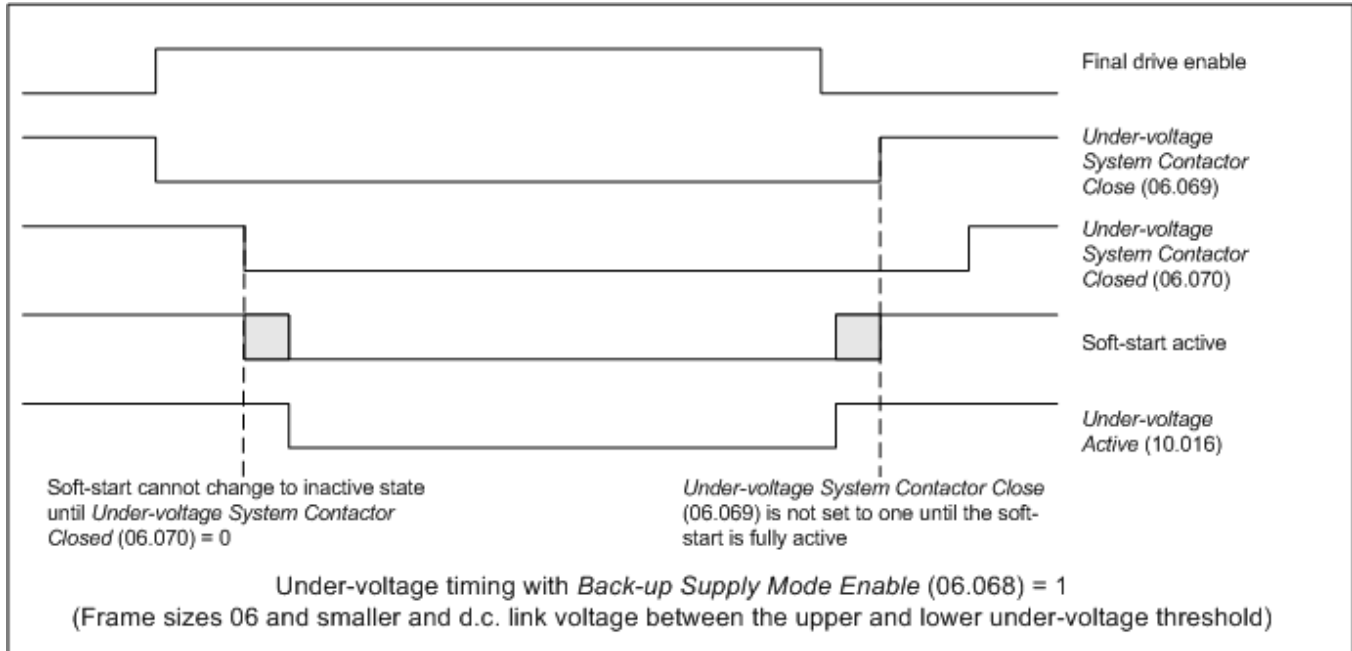 Final drive enable
Under-voltage
System Contactor
Close (06.069)
Under-voltage
System Contactor
Closed (06.070)
Soft-start active
Under-voltage
Active (10.016)
Soft-start cannot change to inactive state
until Under-voltage System Contactor
Closed (06.070) = 0
Under-voltage System Contactor Close
(06.069) is not set to one until the soft-
start is fully active
Under-voltage timing with Back-up Supply Mode Enable (06.068) = 1
(Frame sizes 06 and smaller and d.c. link voltage between the upper and lower under-voltage threshold)